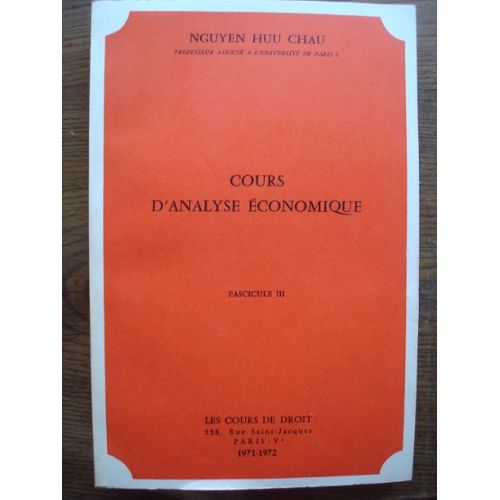 NGUYEN HUU CHAU
PROFESSEUR ASSOCIÉ A L'UNIVERSITÉ DE PARIS I
COURS
D'ANALYSE ÉCONOMIQUE
FASCICULE III
LES COURS DE DROIT
158, Rue Saint-Jacques
PARIS - Vᵉ
1971-1972